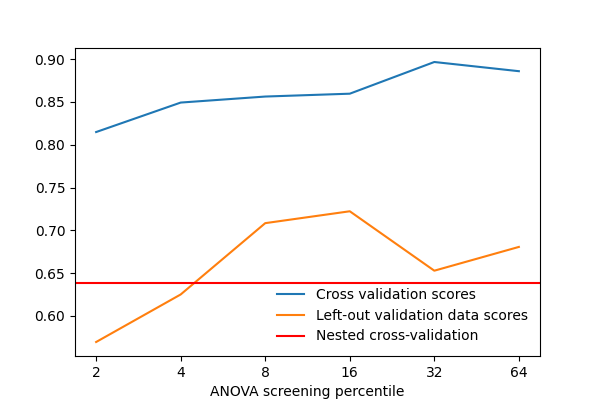 0.90
0.85
0.80
0.75
0.70
0.65
0.60
Cross validation scores
Left-out validation data scores
Nested cross-validation
2 4 8 16 32 64
ANOVA screening percentile